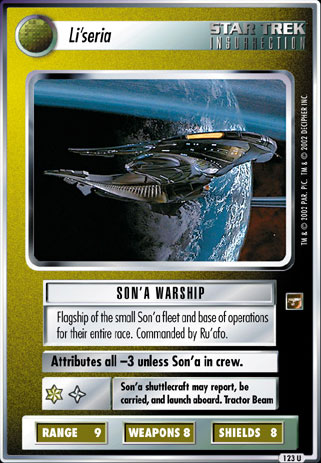 Li'seria
STAR TREK
INSURRECTION
TM & © 2002 PAR. PIC. TM & © 2002 DECIPHER INC.
SON'A WARSHIP
Flagship of the small Son'a fleet and base of operations
for their entire race. Commanded by Ru'afo.
Attributes all –3 unless Son'a in crew.
Son'a shuttlecraft may report, be
carried, and launch aboard. Tractor Beam
RANGE 9 WEAPONS 8 SHIELDS 8
123 U